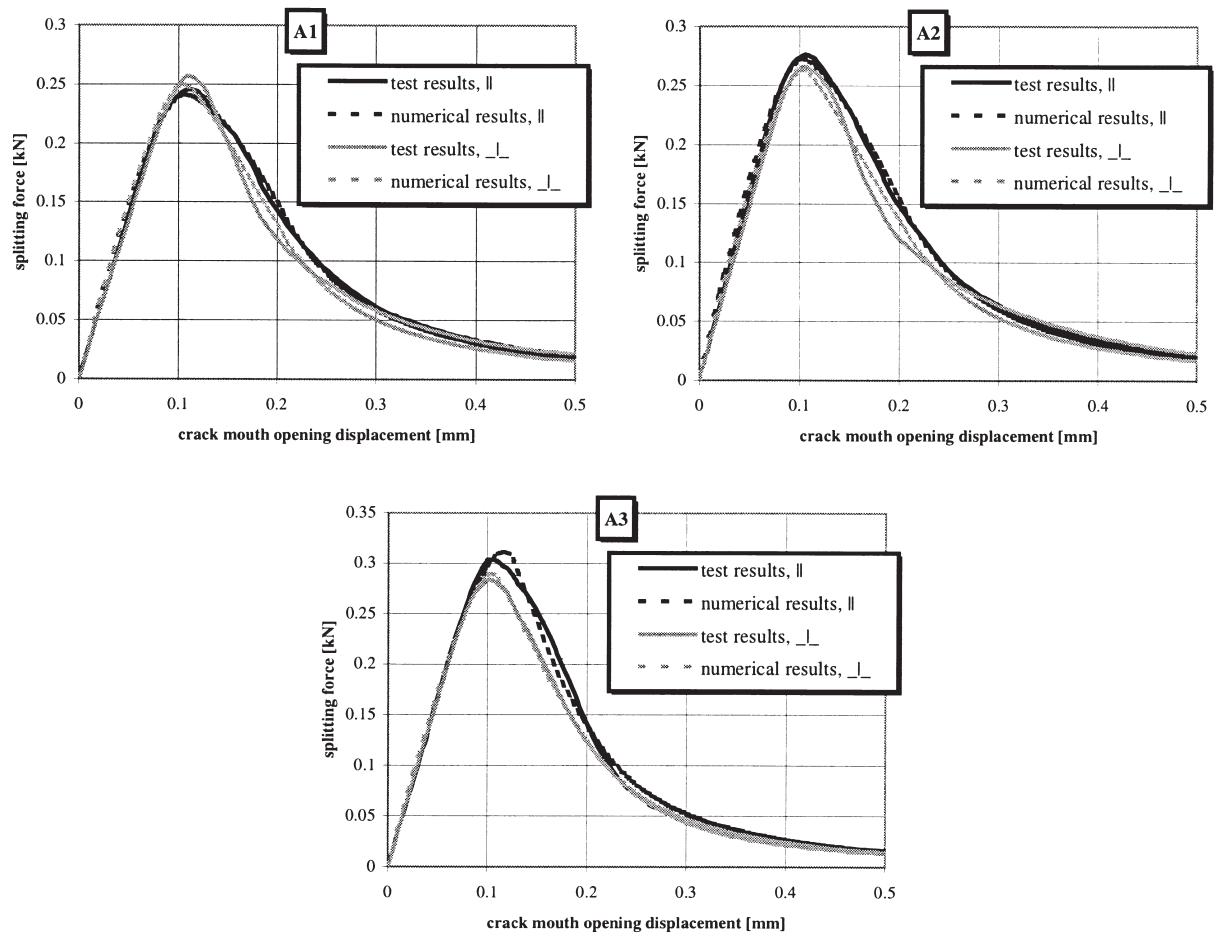 A1
0.3
0.25
0.2
0.15
0.1
0.05
0
splitting force [kN]
test results, ||
numerical results, ||
test results, _|_
numerical results, _|_
0 0.1 0.2 0.3 0.4 0.5
crack mouth opening displacement [mm]
A2
0.3
0.25
0.2
0.15
0.1
0.05
0
splitting force [kN]
test results, ||
numerical results, ||
test results, _|_
numerical results, _|_
0 0.1 0.2 0.3 0.4 0.5
crack mouth opening displacement [mm]
A3
0.35
0.3
0.25
0.2
0.15
0.1
0.05
0
splitting force [kN]
test results, ||
numerical results, ||
test results, _|_
numerical results, _|_
0 0.1 0.2 0.3 0.4 0.5
crack mouth opening displacement [mm]